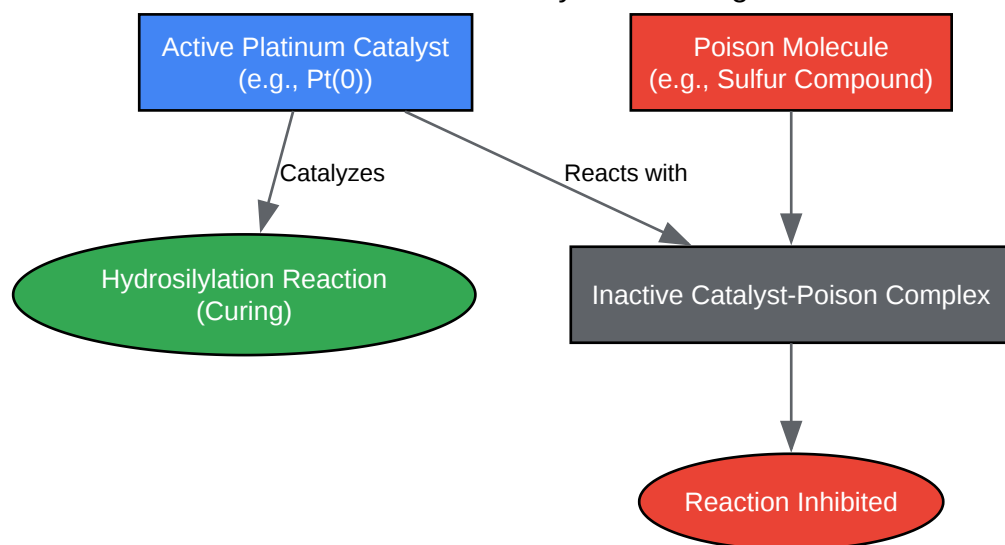 Active Platinum Catalyst
(e.g., Pt(0))
Poison Molecule
(e.g., Sulfur Compound)
Catalyzes
Reacts with
Hydrosilylation Reaction
(Curing)
Inactive Catalyst-Poison Complex
Reaction Inhibited